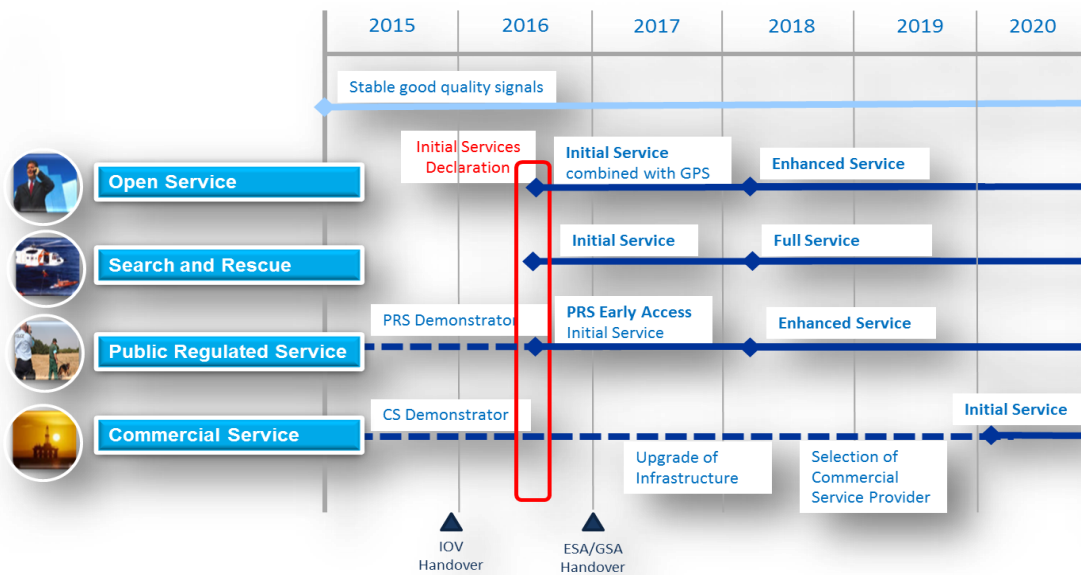 2015 2016 2017 2018 2019 2020
Stable good quality signals
Initial Services
Declaration
Initial Service
combined with GPS
Enhanced Service
Open Service
Initial Service
Full Service
Search and Rescue
PRS Demonstrator
PRS Early Access
Initial Service
Enhanced Service
Public Regulated Service
CS Demonstrator
Initial Service
Commercial Service
Upgrade of
Infrastructure
Selection of
Commercial
Service Provider
IOV
Handover
ESA/GSA
Handover